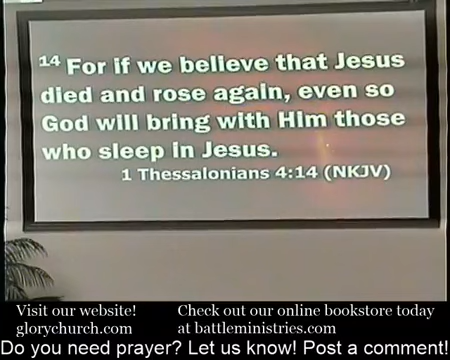 14 For if we believe that Jesus
died and rose again, even so
God will bring with Him those
who sleep in Jesus.
1 Thessalonians 4:14 (NKJV)
Visit our website! Check out our online bookstore today
glorychurch.com at battleministries.com
Do you need prayer? Let us know! Post a comment!